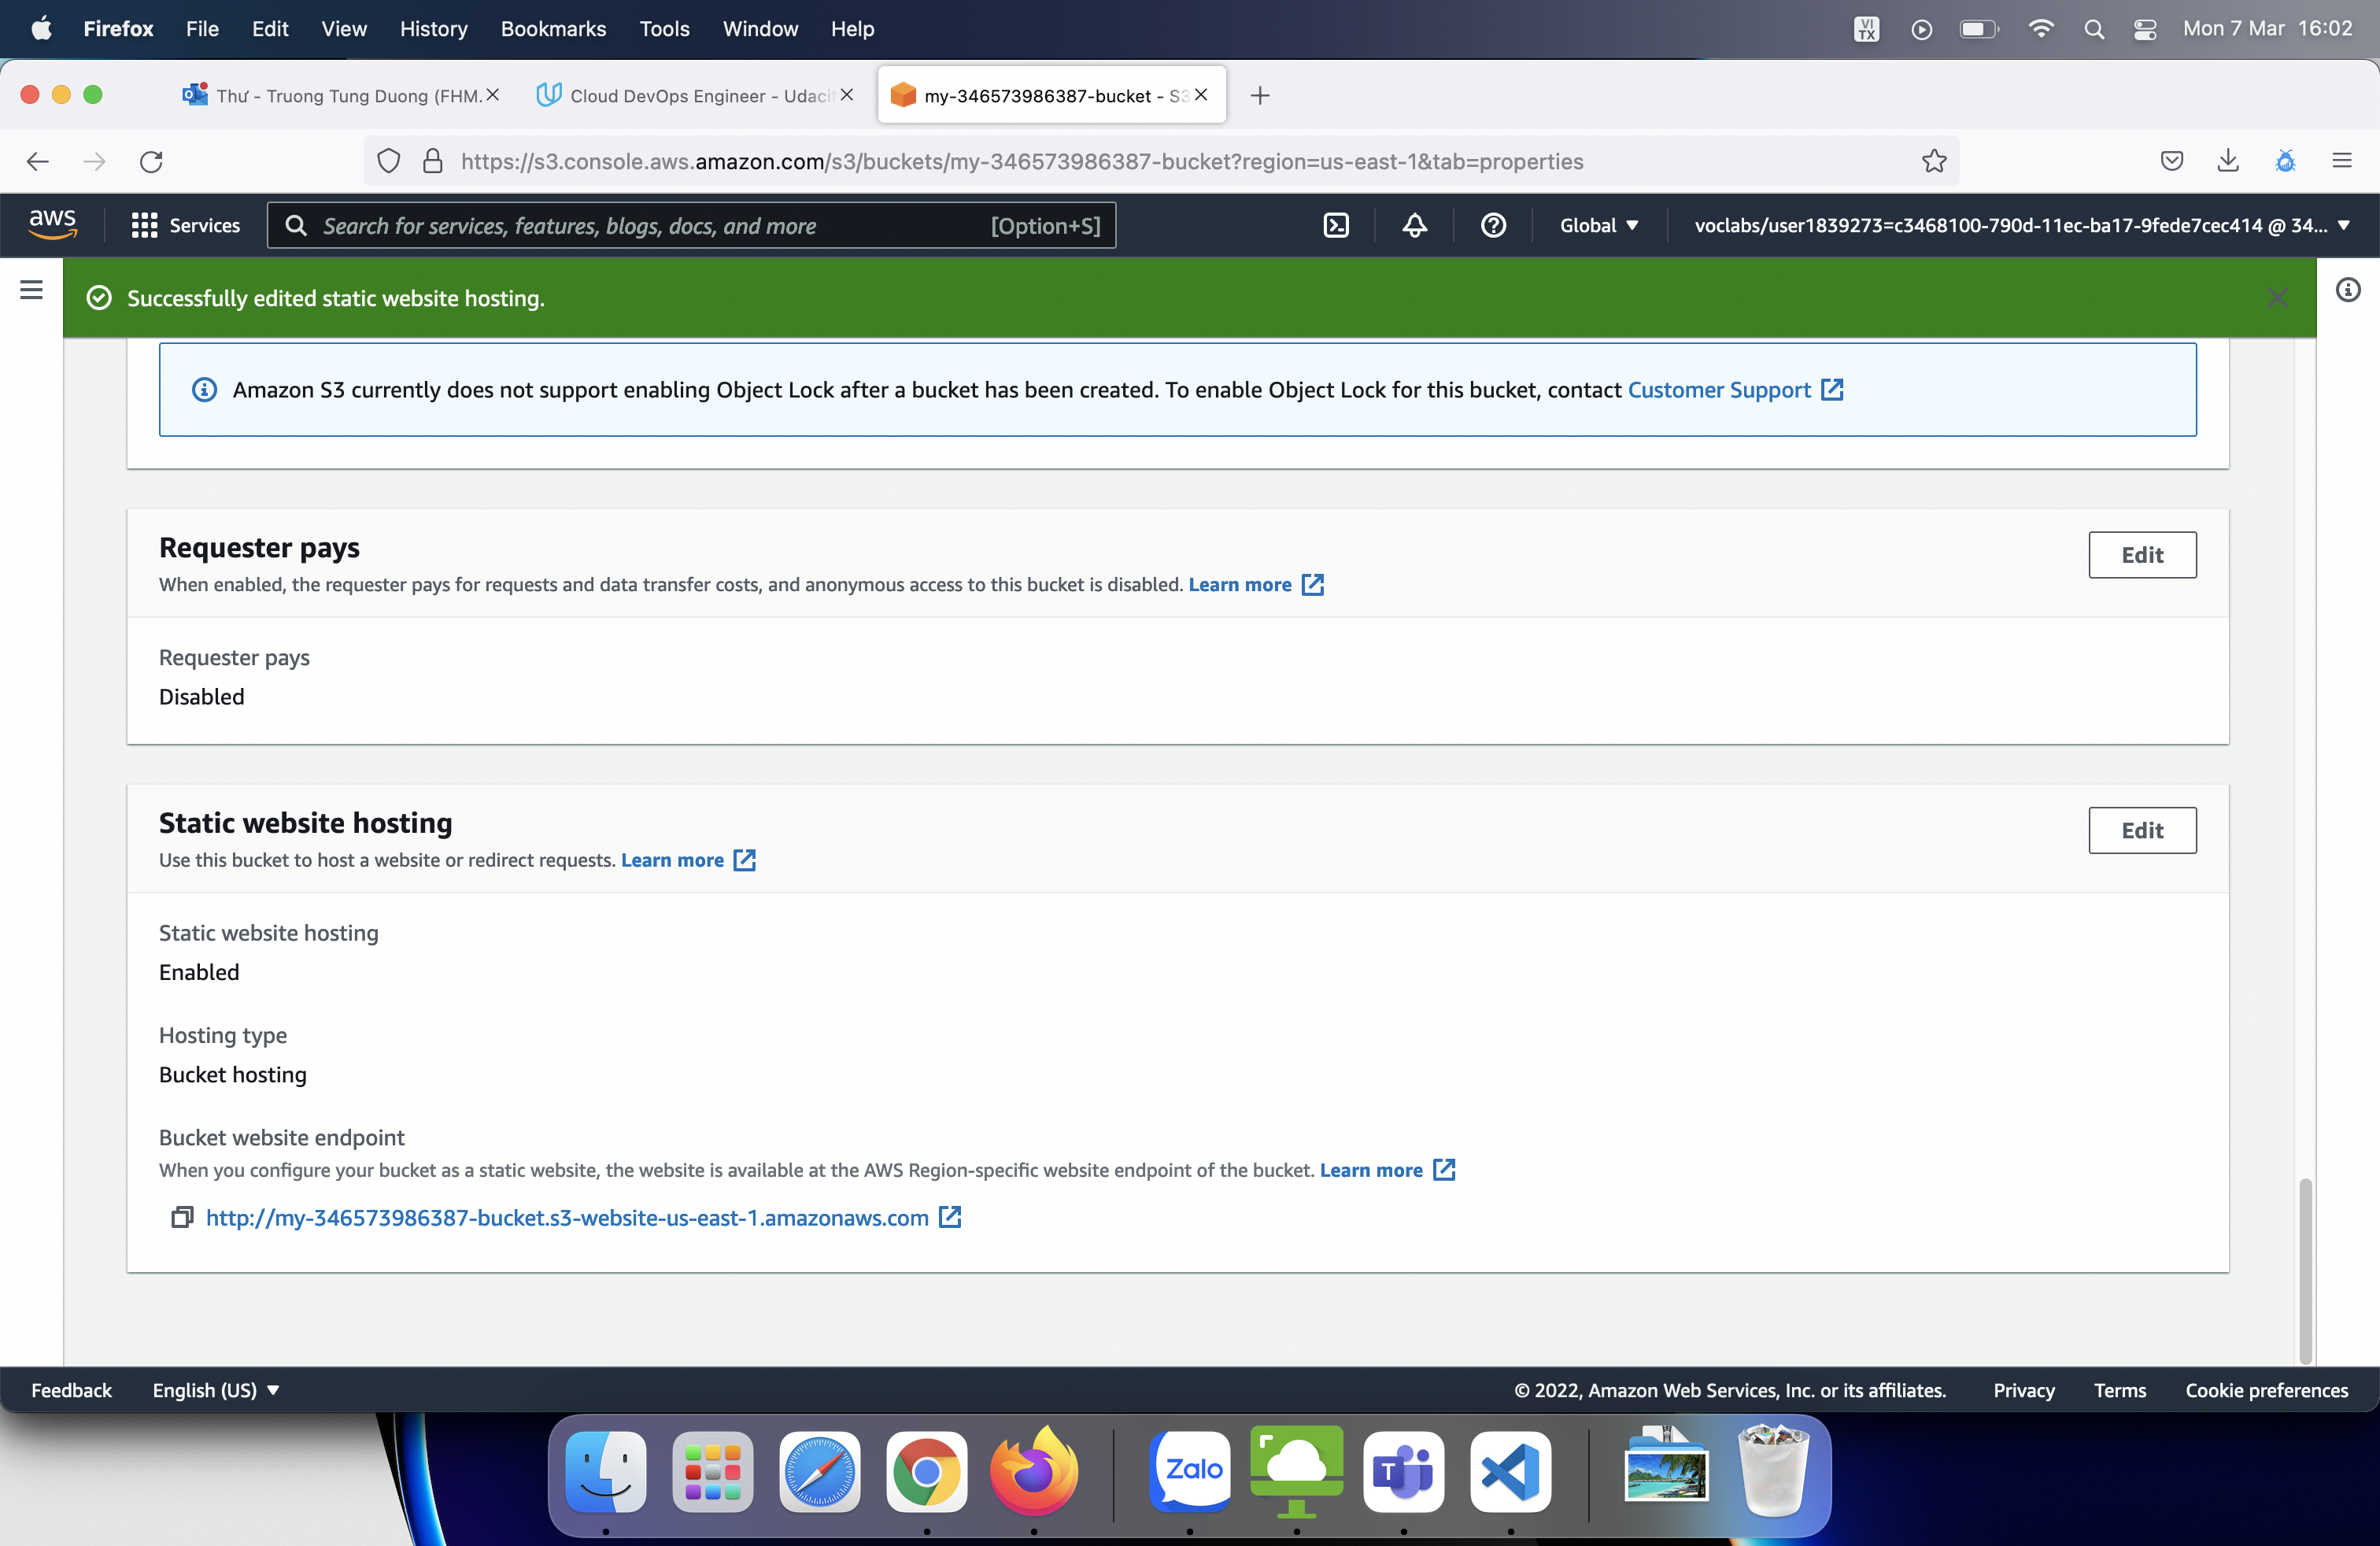 Firefox File Edit View History Bookmarks Tools Window Help
VI TX
Mon 7 Mar 16:02
Thư - Truong Tung Duong (FHM.
Cloud DevOps Engineer - Udacit
my-346573986387-bucket - S3
https://s3.console.aws.amazon.com/s3/buckets/my-346573986387-bucket?region=us-east-1&tab=properties
aws
Services
Search for services, features, blogs, docs, and more [Option+S]
Global
voclabs/user1839273=c3468100-790d-11ec-ba17-9fede7cec414 @ 34...
Successfully edited static website hosting.
Amazon S3 currently does not support enabling Object Lock after a bucket has been created. To enable Object Lock for this bucket, contact Customer Support
Requester pays
Edit
When enabled, the requester pays for requests and data transfer costs, and anonymous access to this bucket is disabled. Learn more
Requester pays
Disabled
Static website hosting
Edit
Use this bucket to host a website or redirect requests. Learn more
Static website hosting
Enabled
Hosting type
Bucket hosting
Bucket website endpoint
When you configure your bucket as a static website, the website is available at the AWS Region-specific website endpoint of the bucket. Learn more
http://my-346573986387-bucket.s3-website-us-east-1.amazonaws.com
Feedback English (US)
© 2022, Amazon Web Services, Inc. or its affiliates. Privacy Terms Cookie preferences
Zalo
T